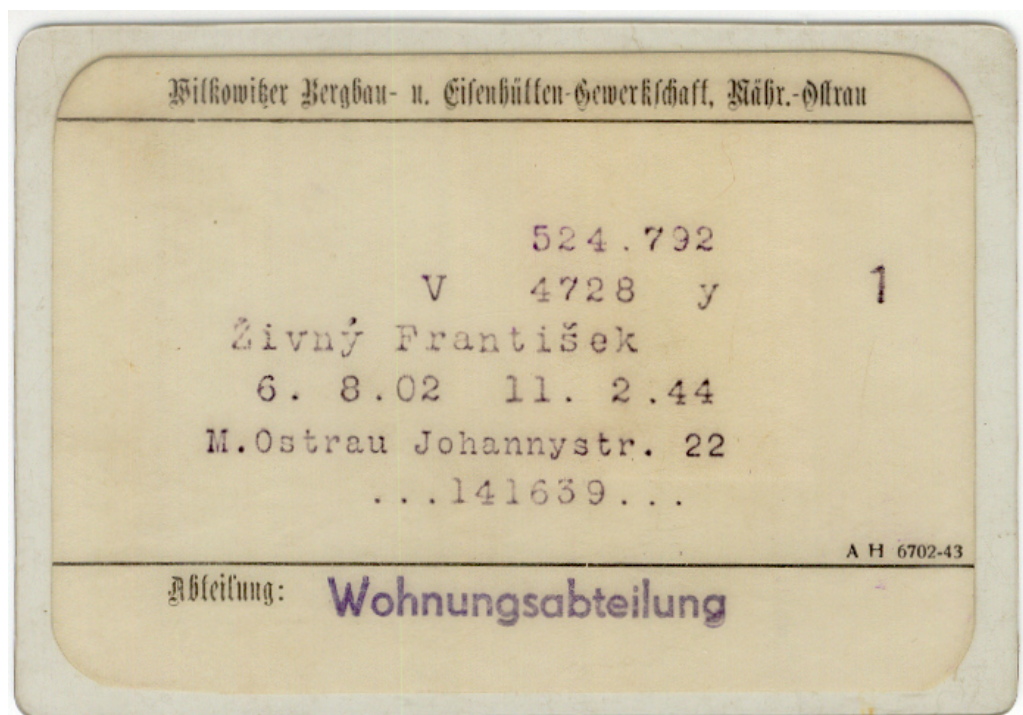 Witkowitzer Bergbau- u. Eisenhütten-Gewerkschaft, Mähr.-Ostrau
524.792
V 4728 y 1
Živný František
6. 8.02 11. 2.44
M.Ostrau Johannystr. 22
...141639...
A H 6702-43
Abteilung: Wohnungsabteilung